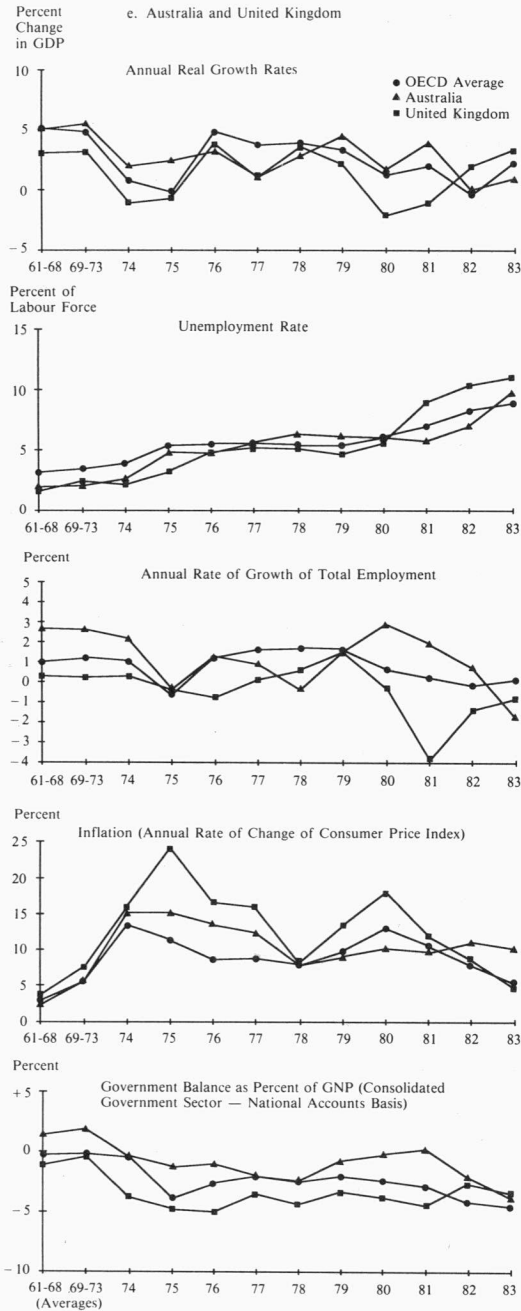 Percent
Change
in GDP
e. Australia and United Kingdom
Annual Real Growth Rates
● OECD Average
▲ Australia
■ United Kingdom
10
5
0
−5
61-68 69-73 74 75 76 77 78 79 80 81 82 83
Percent of
Labour Force
Unemployment Rate
15
10
5
0
61-68 69-73 74 75 76 77 78 79 80 81 82 83
Percent
Annual Rate of Growth of Total Employment
5
4
3
2
1
0
−1
−2
−3
−4
61-68 69-73 74 75 76 77 78 79 80 81 82 83
Percent
Inflation (Annual Rate of Change of Consumer Price Index)
25
20
15
10
5
0
61-68 69-73 74 75 76 77 78 79 80 81 82 83
Percent
Government Balance as Percent of GNP (Consolidated
Government Sector — National Accounts Basis)
+5
0
−5
−10
61-68 69-73 74 75 76 77 78 79 80 81 82 83
(Averages)